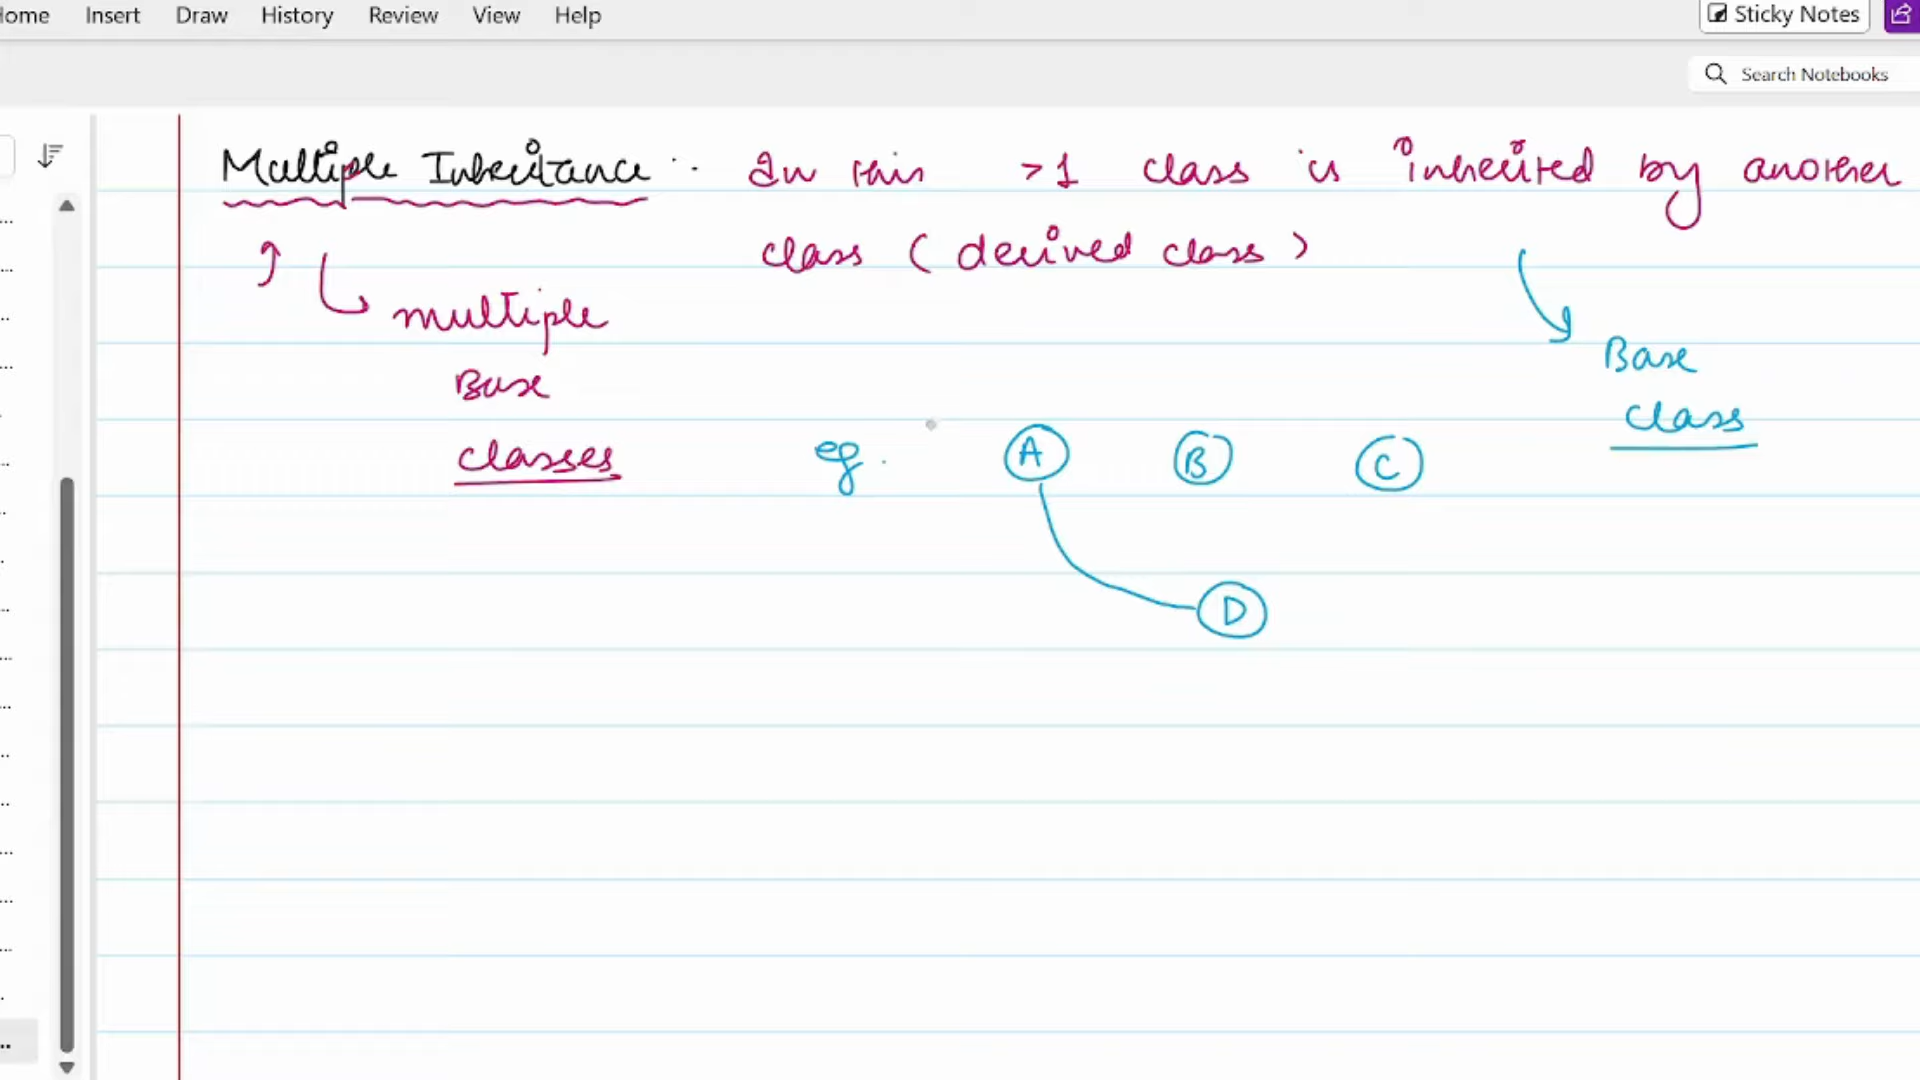 Home Insert Draw History Review View Help
Sticky Notes
Search Notebooks
Multiple Inheritance : In this >1 class is inherited by another
class (derived class)
multiple
Base
classes
Base
class
eg. A B C
D